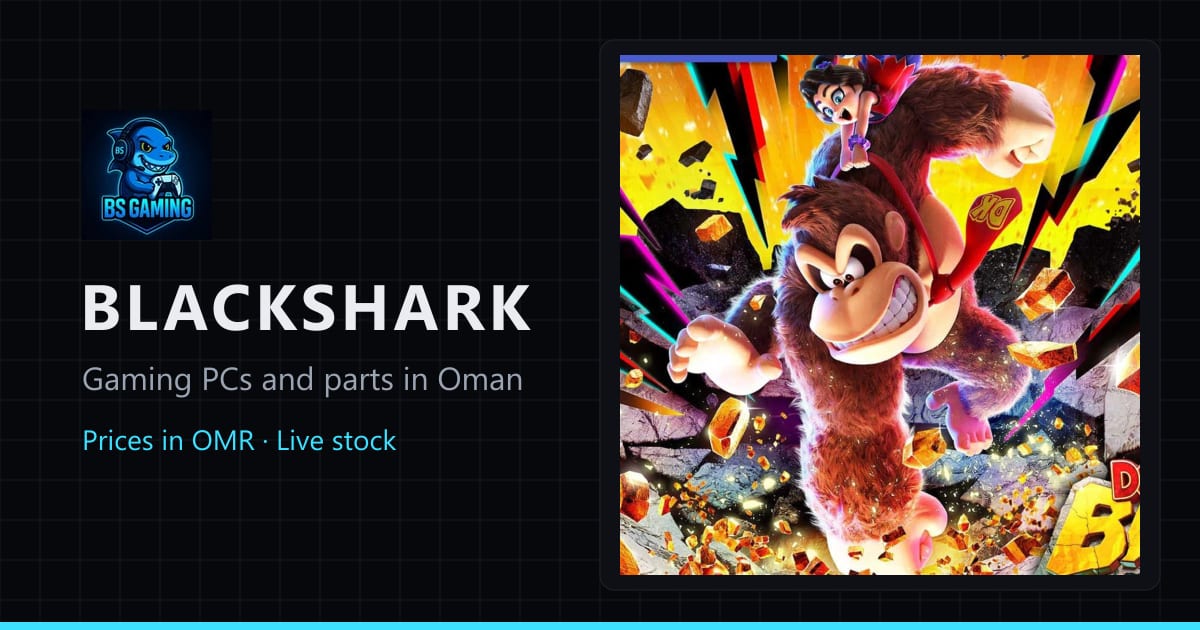 BS
BS GAMING
BLACKSHARK
Gaming PCs and parts in Oman
Prices in OMR · Live stock
DK